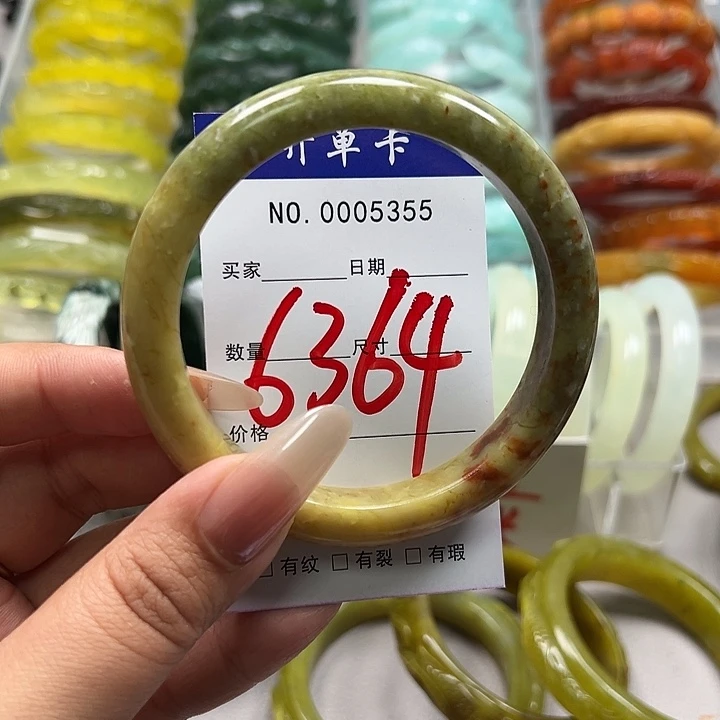 开单卡
NO. 0005355
买家 日期
6364
数量 尺寸
价格
有纹 有裂 有瑕